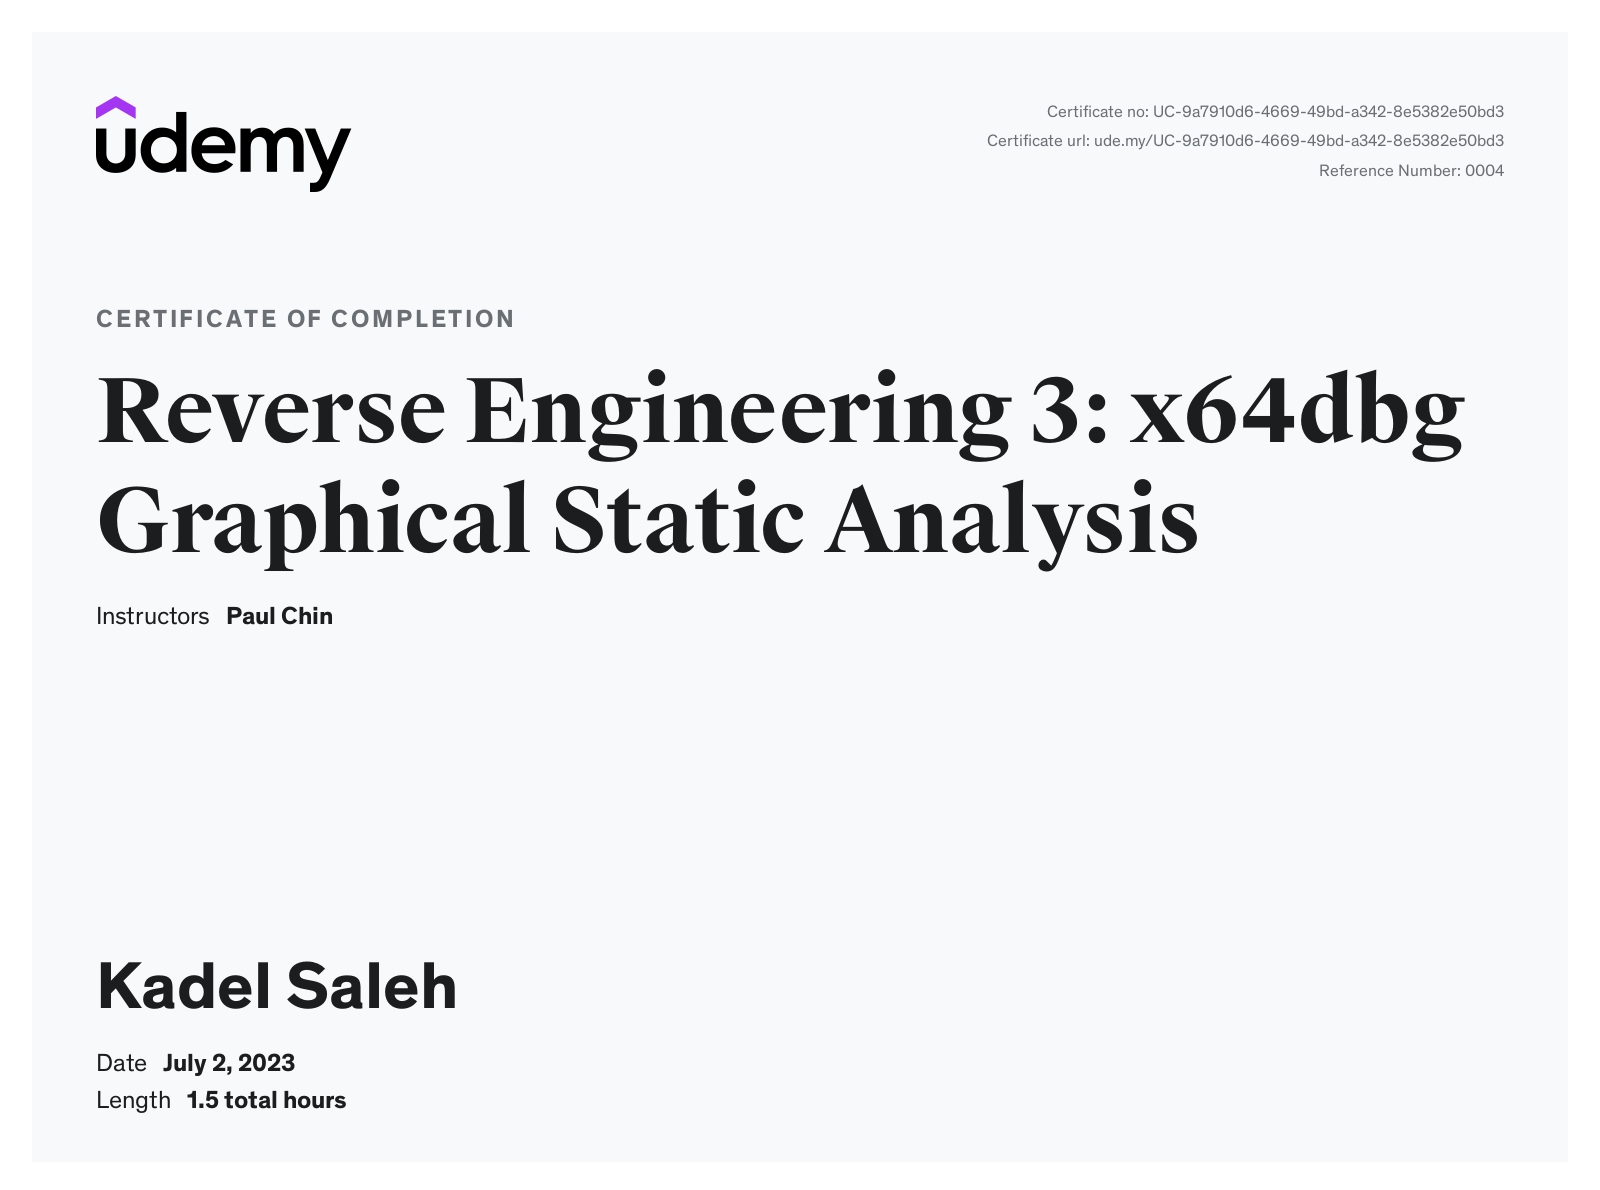 udemy
Certificate no: UC-9a7910d6-4669-49bd-a342-8e5382e50bd3
Certificate url: ude.my/UC-9a7910d6-4669-49bd-a342-8e5382e50bd3
Reference Number: 0004
CERTIFICATE OF COMPLETION
Reverse Engineering 3: x64dbg
Graphical Static Analysis
Instructors Paul Chin
Kadel Saleh
Date July 2, 2023
Length 1.5 total hours